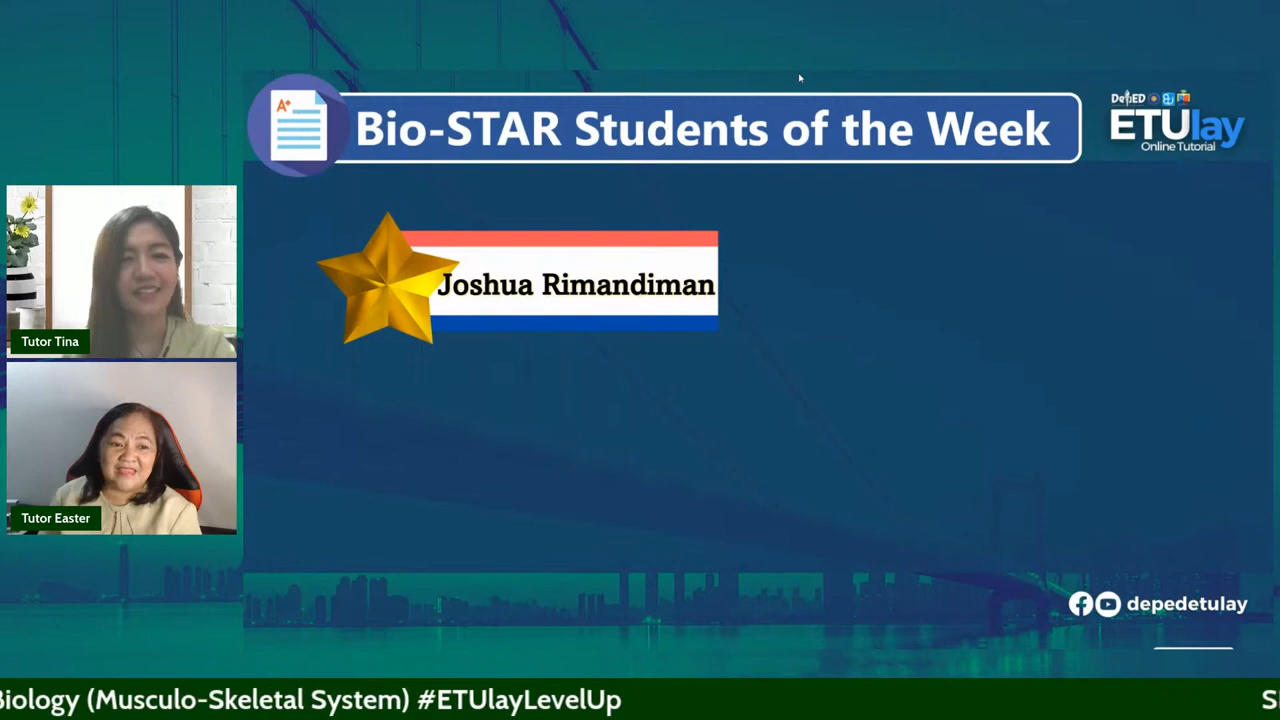 A+
Bio-STAR Students of the Week
DepED
ETUlay
Online Tutorial
Joshua Rimandiman
Tutor Tina
Tutor Easter
depedetulay
Biology (Musculo-Skeletal System) #ETUlayLevelUp